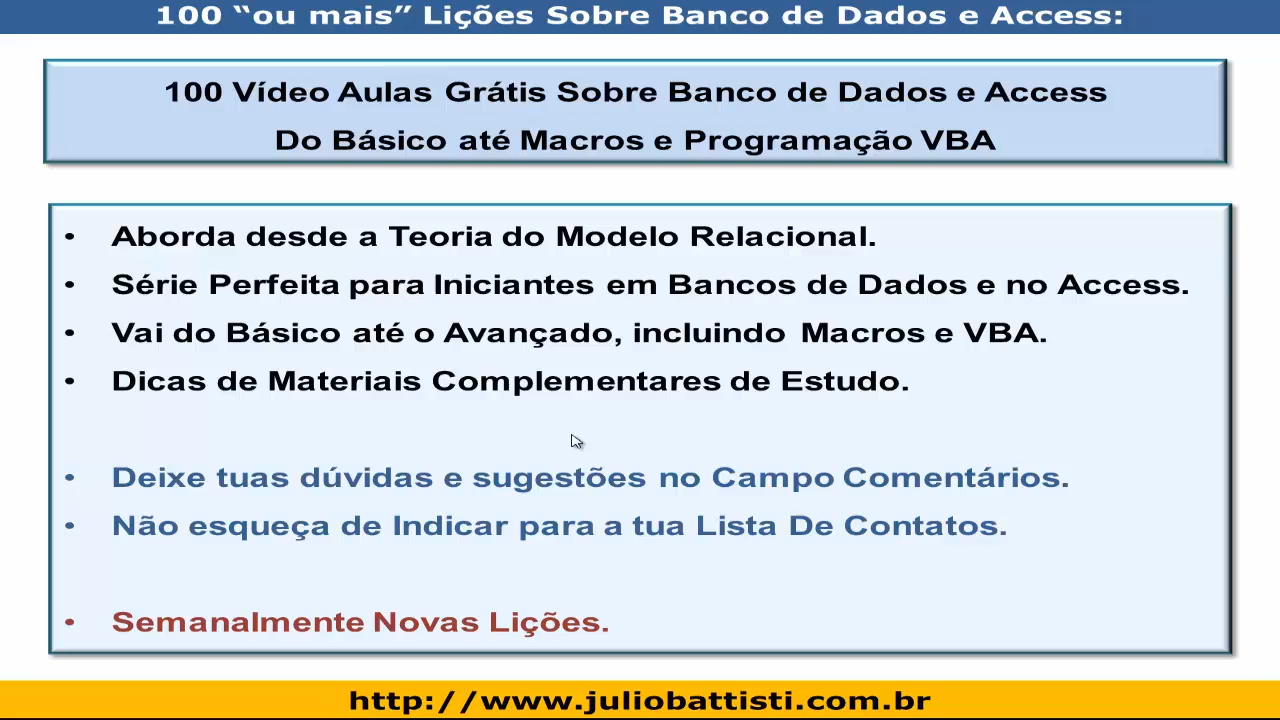 100 “ou mais” Lições Sobre Banco de Dados e Access:
100 Vídeo Aulas Grátis Sobre Banco de Dados e Access
Do Básico até Macros e Programação VBA
• Aborda desde a Teoria do Modelo Relacional.
• Série Perfeita para Iniciantes em Bancos de Dados e no Access.
• Vai do Básico até o Avançado, incluindo Macros e VBA.
• Dicas de Materiais Complementares de Estudo.
• Deixe tuas dúvidas e sugestões no Campo Comentários.
• Não esqueça de Indicar para a tua Lista De Contatos.
• Semanalmente Novas Lições.
http://www.juliobattisti.com.br